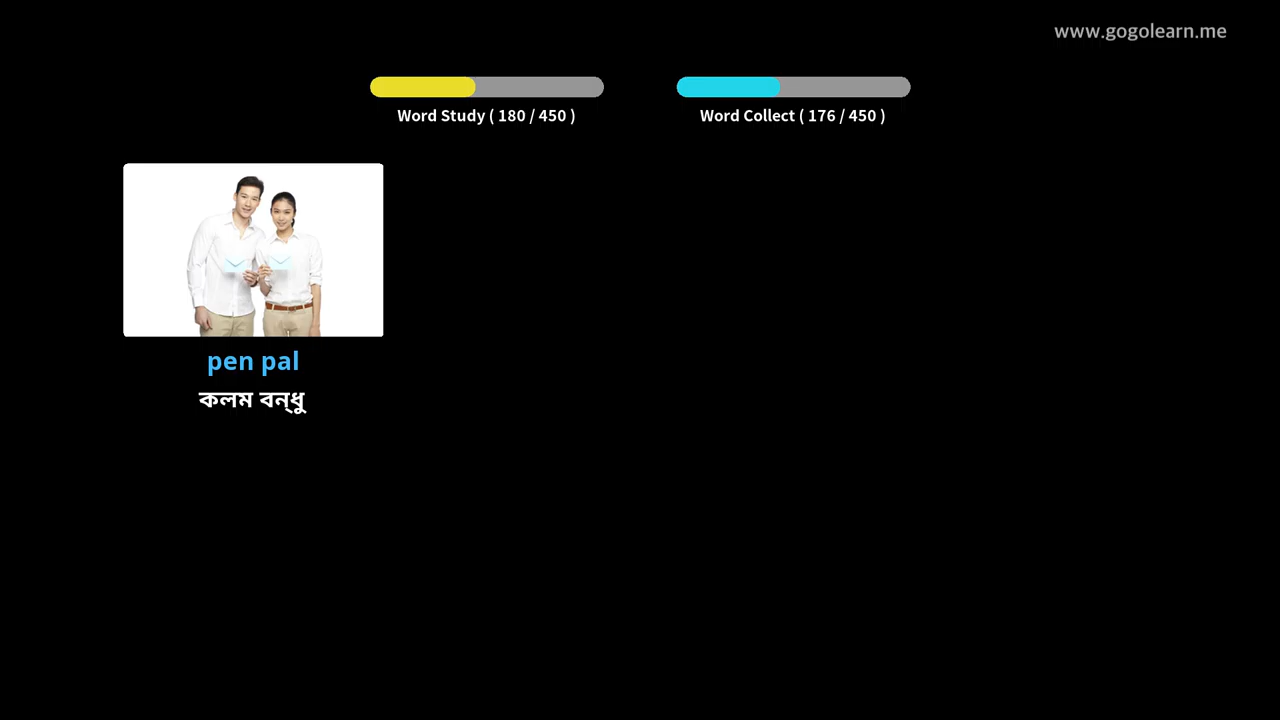 www.gogolearn.me
Word Study ( 180 / 450 )
Word Collect ( 176 / 450 )
pen pal
কলম বন্ধু